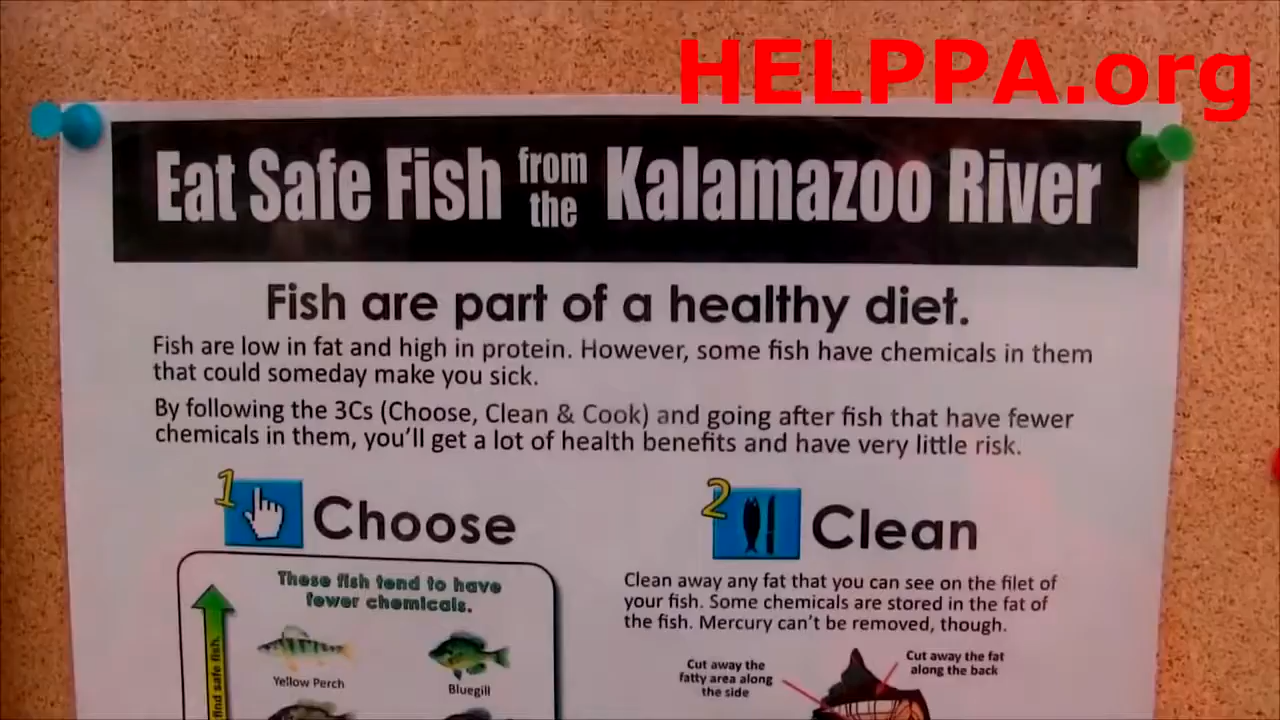 HELPPA.org
Eat Safe Fish from the Kalamazoo River
Fish are part of a healthy diet.
Fish are low in fat and high in protein. However, some fish have chemicals in them
that could someday make you sick.
By following the 3Cs (Choose, Clean & Cook) and going after fish that have fewer
chemicals in them, you'll get a lot of health benefits and have very little risk.
1 Choose
These fish tend to have
fewer chemicals.
find safe fish.
Yellow Perch
Bluegill
2 Clean
Clean away any fat that you can see on the filet of
your fish. Some chemicals are stored in the fat of
the fish. Mercury can't be removed, though.
Cut away the
fatty area along
the side
Cut away the fat
along the back